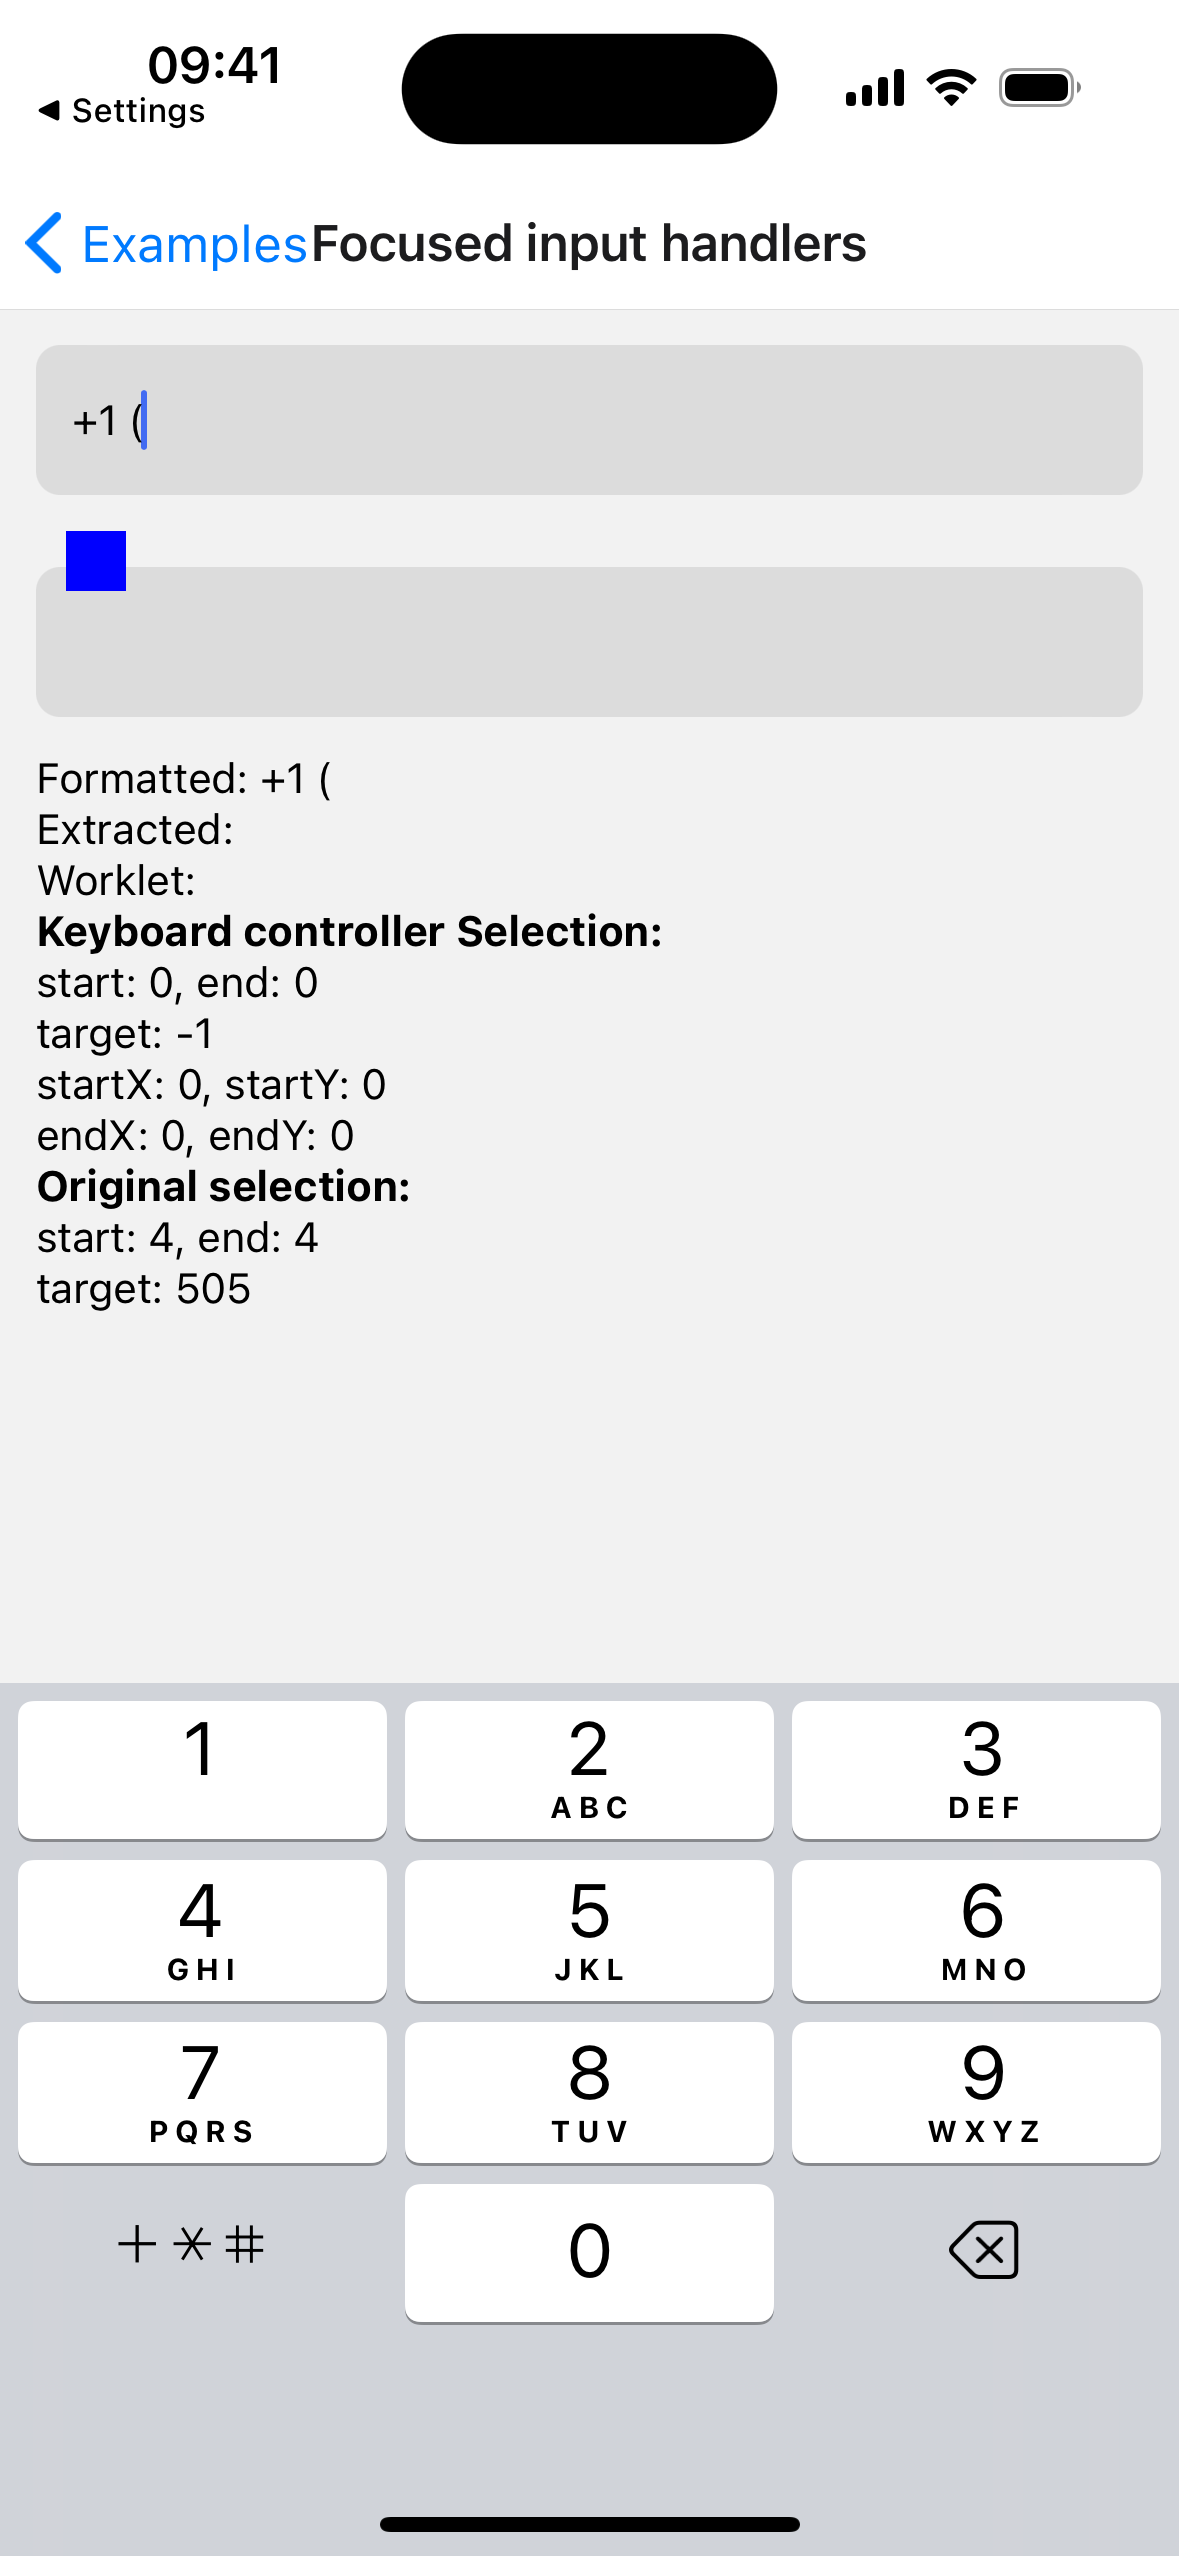 09:41
◀ Settings
Examples Focused input handlers
+1 (
Formatted: +1 (
Extracted:
Worklet:
Keyboard controller Selection:
start: 0, end: 0
target: -1
startX: 0, startY: 0
endX: 0, endY: 0
Original selection:
start: 4, end: 4
target: 505
1 2 3
ABC DEF
4 5 6
GHI JKL MNO
7 8 9
PQRS TUV WXYZ
+*# 0